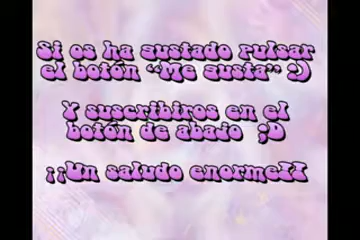 Si os ha gustado pulsar
el botón “Me gusta” :)
Y suscribiros en el
botón de abajo ;D
¡¡Un saludo enorme!!